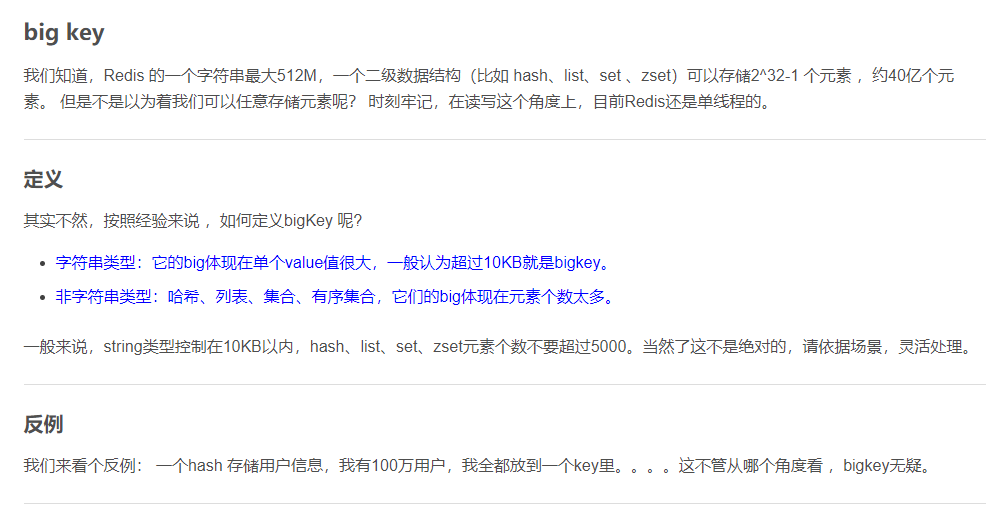 big key
我们知道，Redis 的一个字符串最大512M，一个二级数据结构（比如 hash、list、set 、zset）可以存储2^32-1 个元素 ，约40亿个元
素。 但是不是以为着我们可以任意存储元素呢？ 时刻牢记，在读写这个角度上，目前Redis还是单线程的。
定义
其实不然，按照经验来说 ，如何定义bigKey 呢?
• 字符串类型：它的big体现在单个value值很大，一般认为超过10KB就是bigkey。
• 非字符串类型：哈希、列表、集合、有序集合，它们的big体现在元素个数太多。
一般来说，string类型控制在10KB以内，hash、list、set、zset元素个数不要超过5000。当然了这不是绝对的，请依据场景，灵活处理。
反例
我们来看个反例： 一个hash 存储用户信息，我有100万用户，我全都放到一个key里。。。。这不管从哪个角度看 ，bigkey无疑。